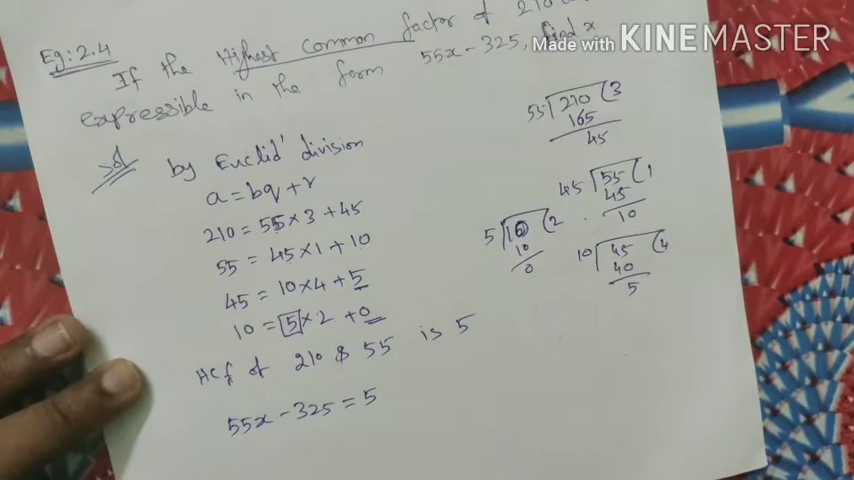 Eg: 2.4
If the Highest common factor of 210
expressible in the form 55x - 325, find x
Made with KINEMASTER
Sol
by Euclid' division
a = bq + r
210 = 55 × 3 + 45
55 = 45 × 1 + 10
45 = 10 × 4 + 5
10 = 5 × 2 + 0
HCF of 210 & 55 is 5
55x - 325 = 5
55 210 3
165
45
45 55 1
45
10
5 10 2
10
0
10 45 4
40
5